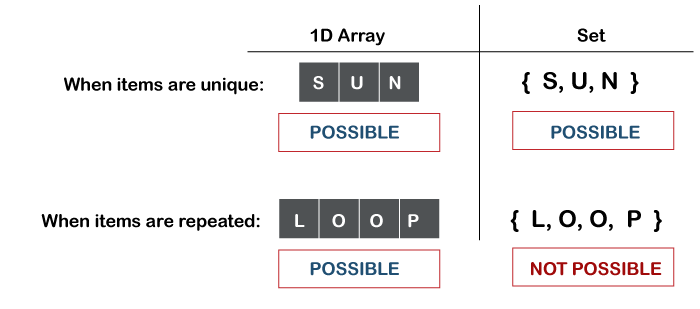 1D Array Set
When items are unique: S U N { S, U, N }
POSSIBLE POSSIBLE
When items are repeated: L O O P { L, O, O, P }
POSSIBLE NOT POSSIBLE